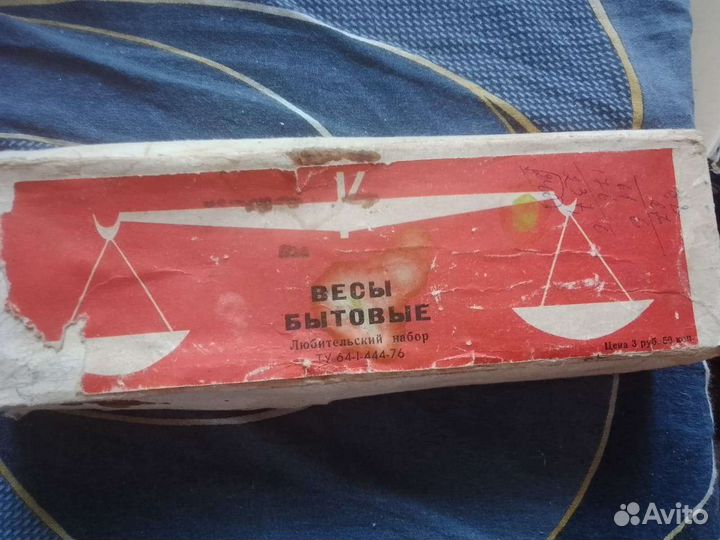 ВЕСЫ
БЫТОВЫЕ
Любительский набор
ТУ 64-1-444-76
Цена 3 руб. 50 коп.
Avito